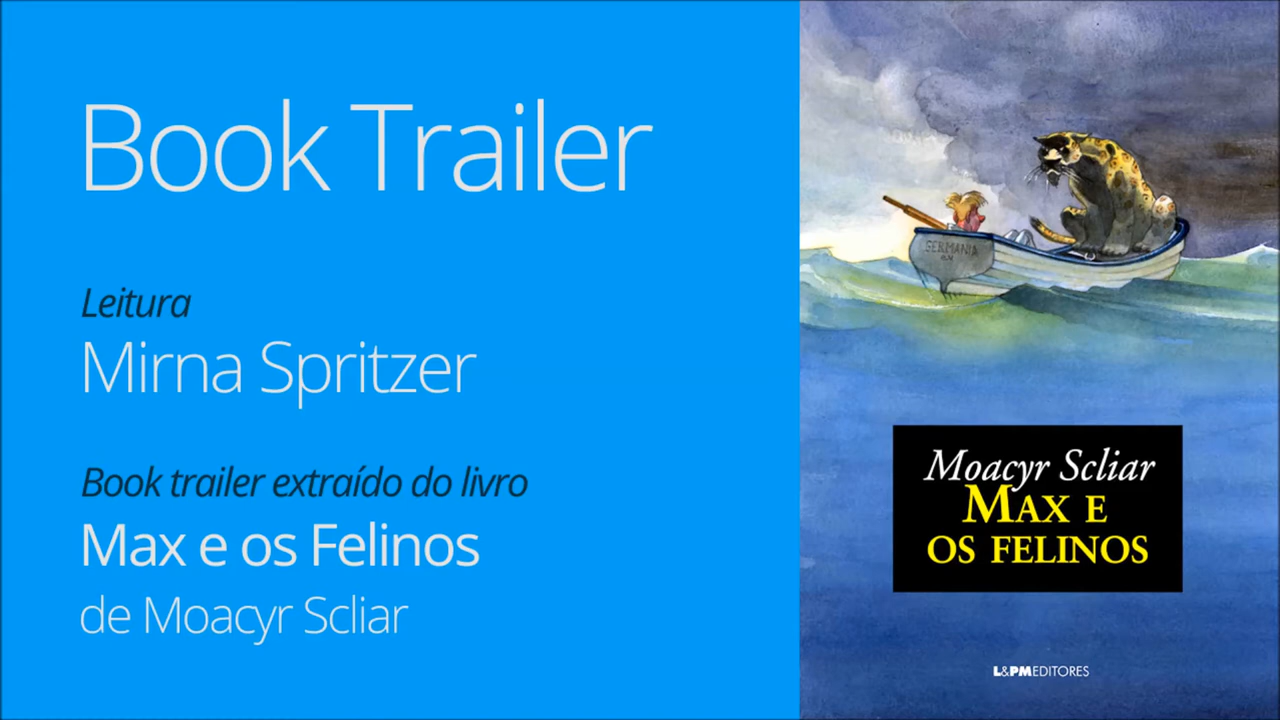 Book Trailer
Leitura
Mirna Spritzer
Book trailer extraído do livro
Max e os Felinos
de Moacyr Scliar
GERMANIA
Moacyr Scliar
MAX E
OS FELINOS
L&PMEDITORES